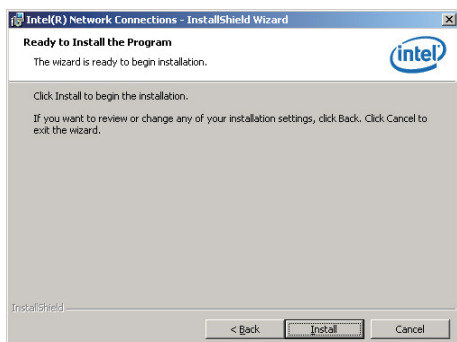 Intel(R) Network Connections - InstallShield Wizard
Ready to Install the Program
The wizard is ready to begin installation.
intel
Click Install to begin the installation.
If you want to review or change any of your installation settings, click Back. Click Cancel to
exit the wizard.
InstallShield
< Back
Install
Cancel